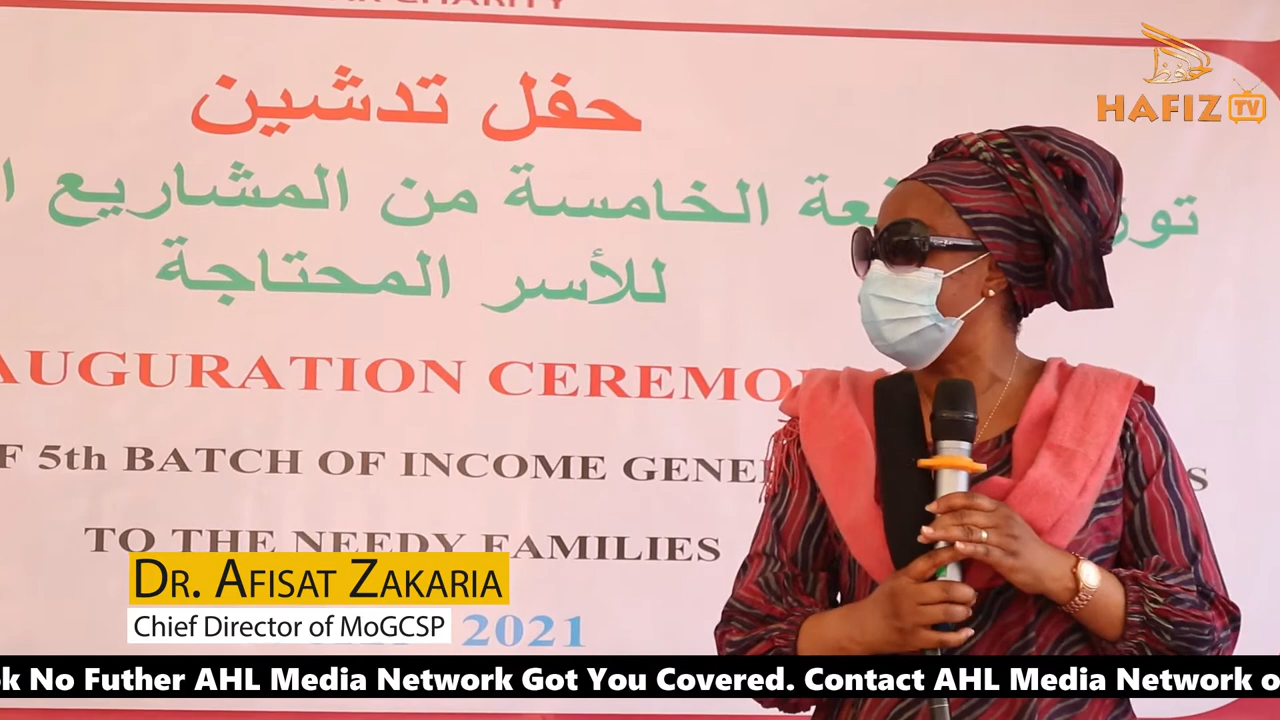 حفل تدشين
من المشاريع الخامسة
للأسر المحتاجة
AUGURATION CEREMO
F 5th BATCH OF INCOME GENE
TO THE NEEDY FAMILIES
2021
HAFIZ TV
DR. AFISAT ZAKARIA
Chief Director of MoGCSP
k No Futher AHL Media Network Got You Covered. Contact AHL Media Network o